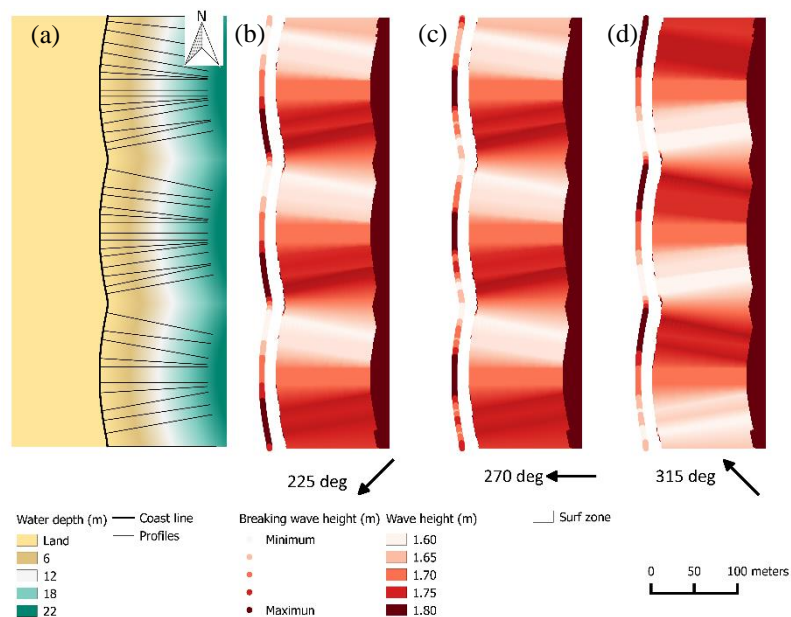 (a)
N
(b)
(c)
(d)
225 deg
270 deg
315 deg
Water depth (m)
Land
6
12
18
22
Coast line
Profiles
Breaking wave height (m)
Minimum
Maximun
Wave height (m)
1.60
1.65
1.70
1.75
1.80
Surf zone
0 50 100 meters